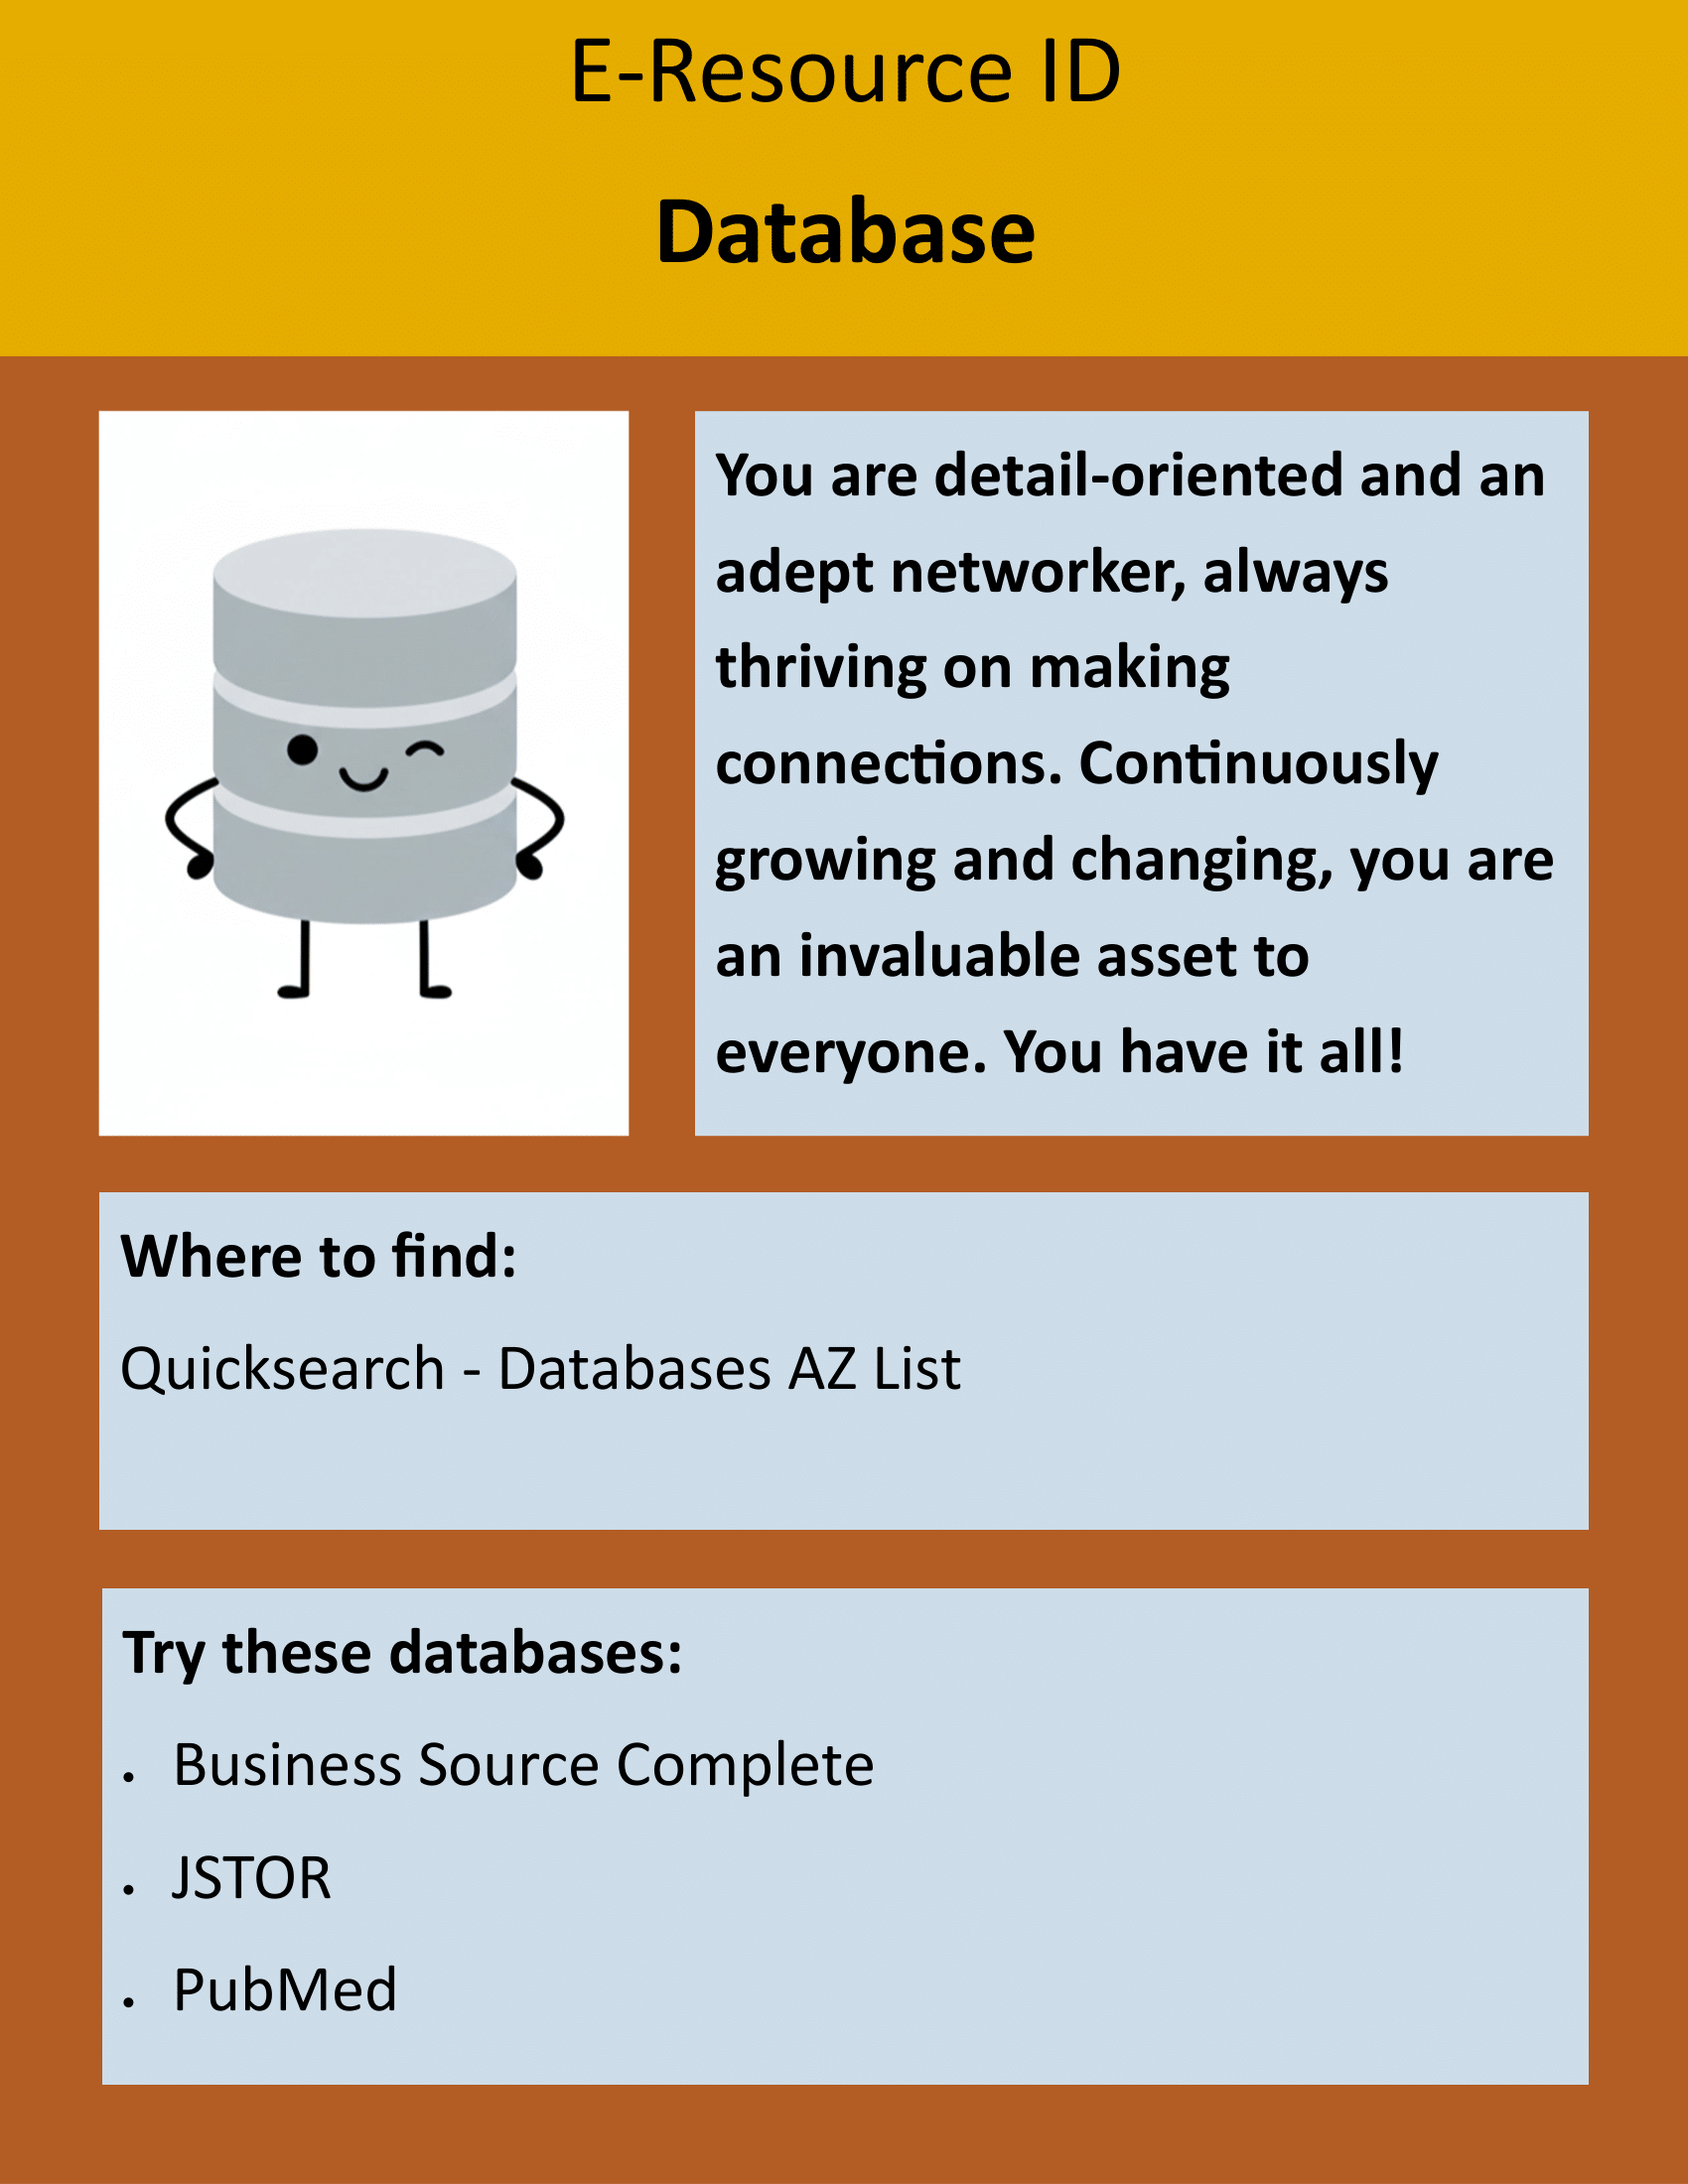 E-Resource ID
Database
You are detail-oriented and an
adept networker, always
thriving on making
connections. Continuously
growing and changing, you are
an invaluable asset to
everyone. You have it all!
Where to find:
Quicksearch - Databases AZ List
Try these databases:
• Business Source Complete
• JSTOR
• PubMed